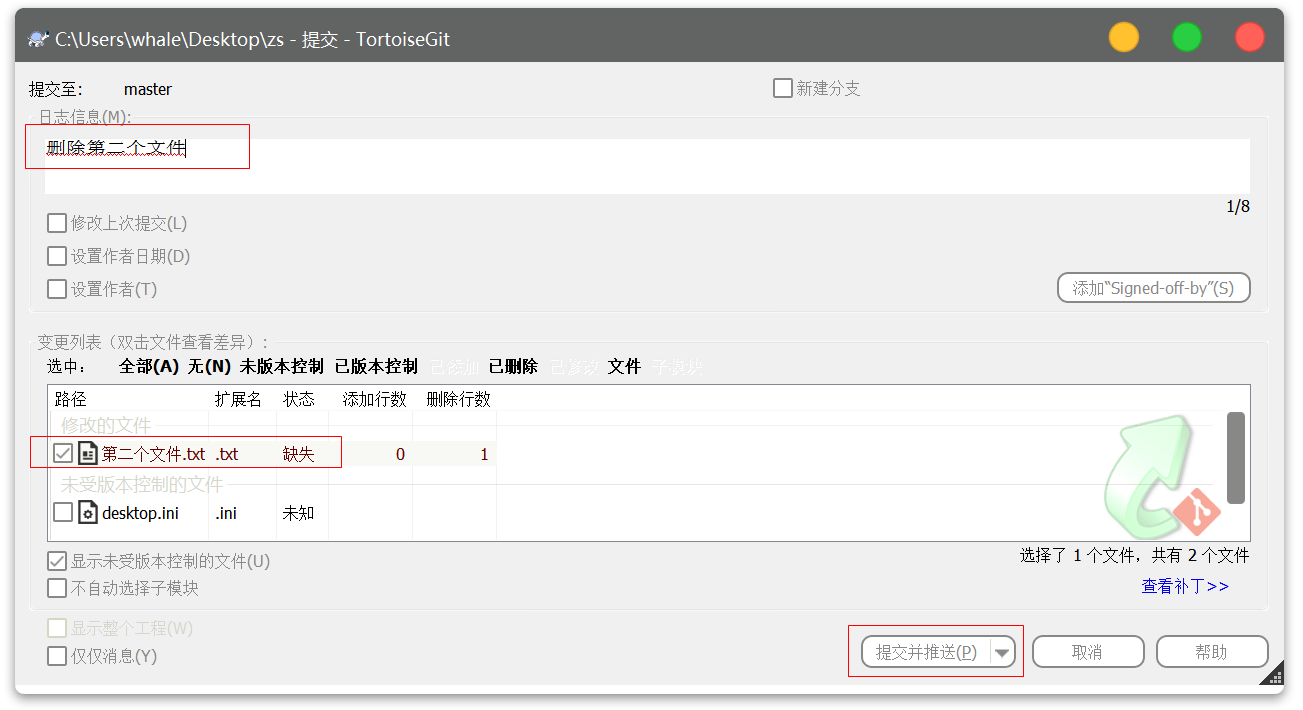 C:\Users\whale\Desktop\zs - 提交 - TortoiseGit
提交至: master 新建分支
日志信息(M):
删除第二个文件
1/8
修改上次提交(L)
设置作者日期(D)
设置作者(T)
添加“Signed-off-by”(S)
变更列表（双击文件查看差异）:
选中: 全部(A) 无(N) 未版本控制 已版本控制 已添加 已删除 已修改 文件 子模块
路径 扩展名 状态 添加行数 删除行数
修改的文件
第二个文件.txt .txt 缺失 0 1
未受版本控制的文件
desktop.ini .ini 未知
显示未受版本控制的文件(U)
选择了 1 个文件，共有 2 个文件
不自动选择子模块
查看补丁>>
显示整个工程(W)
仅仅消息(Y)
提交并推送(P) 取消 帮助